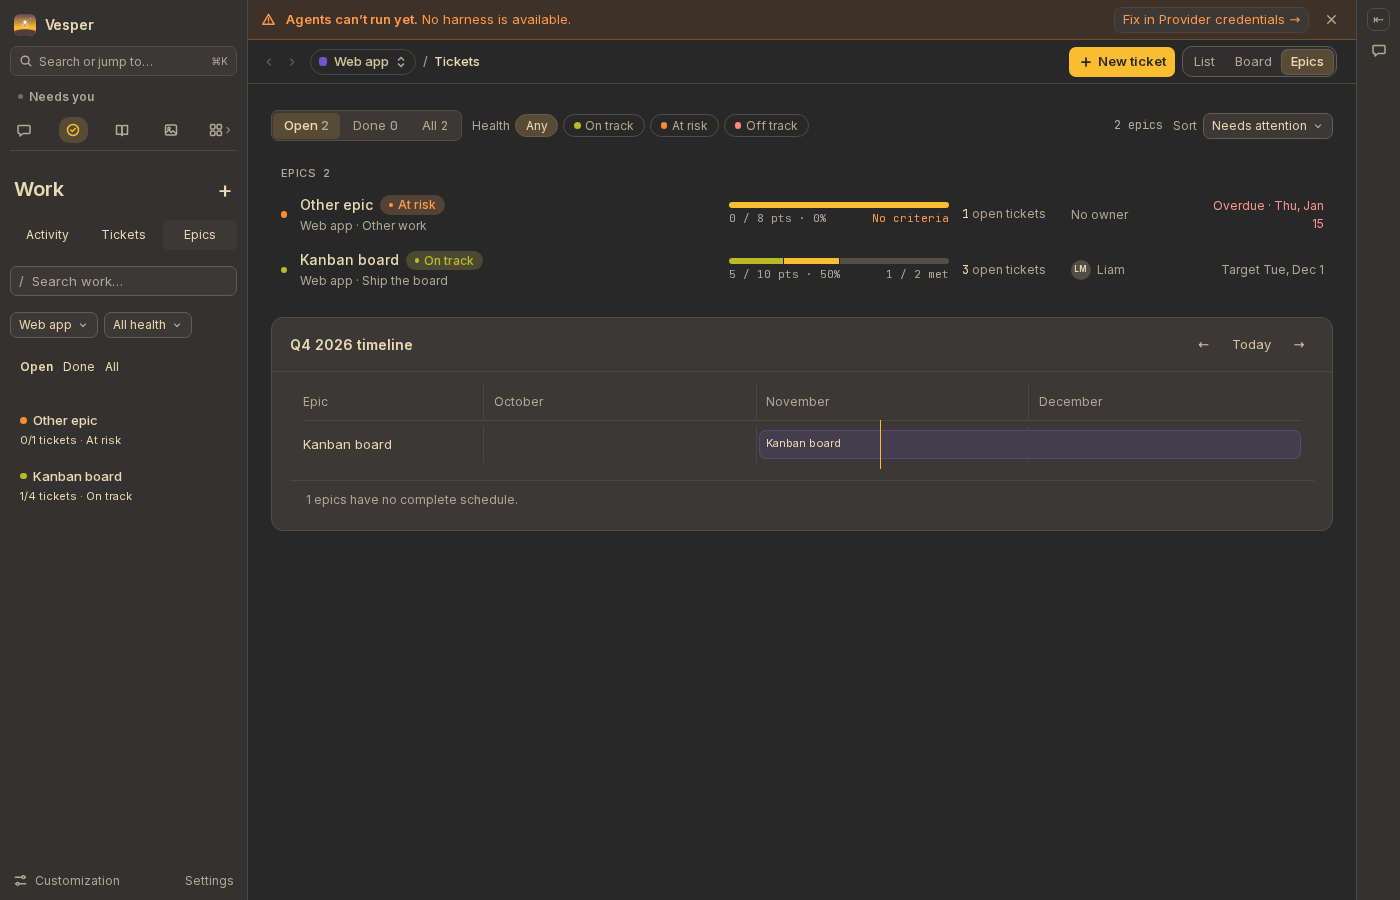 Vesper
Search or jump to… ⌘K
Needs you
Work +
Activity Tickets Epics
/ Search work…
Web app All health
Open Done All
Other epic
0/1 tickets · At risk
Kanban board
1/4 tickets · On track
Customization Settings
Agents can’t run yet. No harness is available. Fix in Provider credentials →
Web app / Tickets + New ticket List Board Epics
Open 2 Done 0 All 2 Health Any On track At risk Off track 2 epics Sort Needs attention
EPICS 2
Other epic At risk
Web app · Other work
0 / 8 pts · 0% No criteria
1 open tickets
No owner
Overdue · Thu, Jan
15
Kanban board On track
Web app · Ship the board
5 / 10 pts · 50% 1 / 2 met
3 open tickets
LM Liam
Target Tue, Dec 1
Q4 2026 timeline ← Today →
Epic October November December
Kanban board Kanban board
1 epics have no complete schedule.